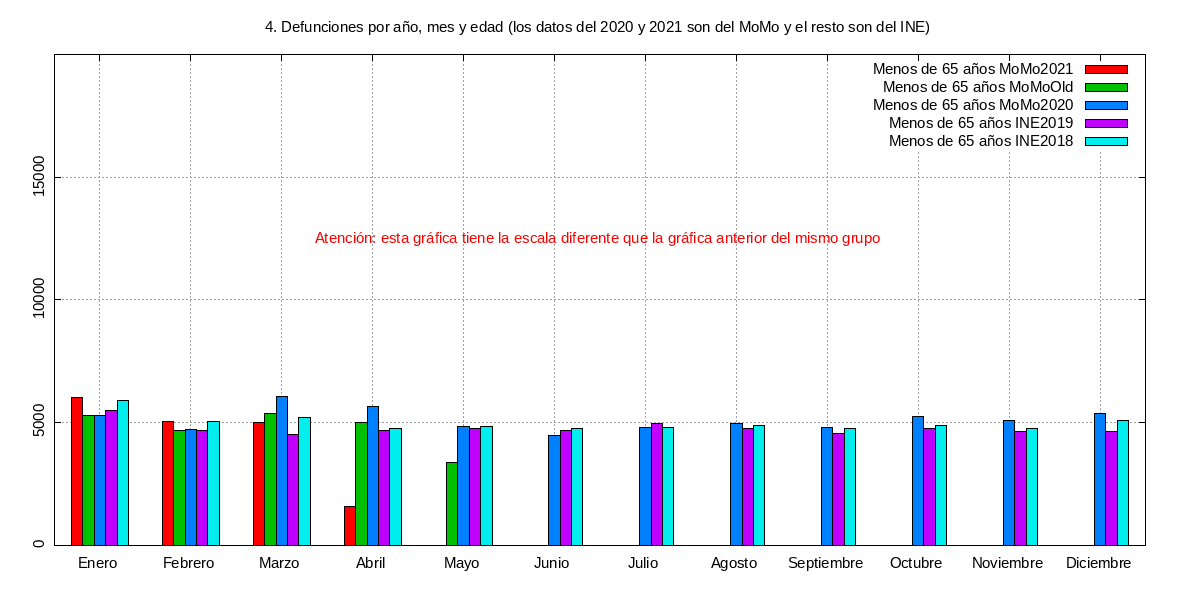 4. Defunciones por año, mes y edad (los datos del 2020 y 2021 son del MoMo y el resto son del INE)
Menos de 65 años MoMo2021
Menos de 65 años MoMoOld
Menos de 65 años MoMo2020
Menos de 65 años INE2019
Menos de 65 años INE2018
15000
Atención: esta gráfica tiene la escala diferente que la gráfica anterior del mismo grupo
10000
5000
0
Enero Febrero Marzo Abril Mayo Junio Julio Agosto Septiembre Octubre Noviembre Diciembre